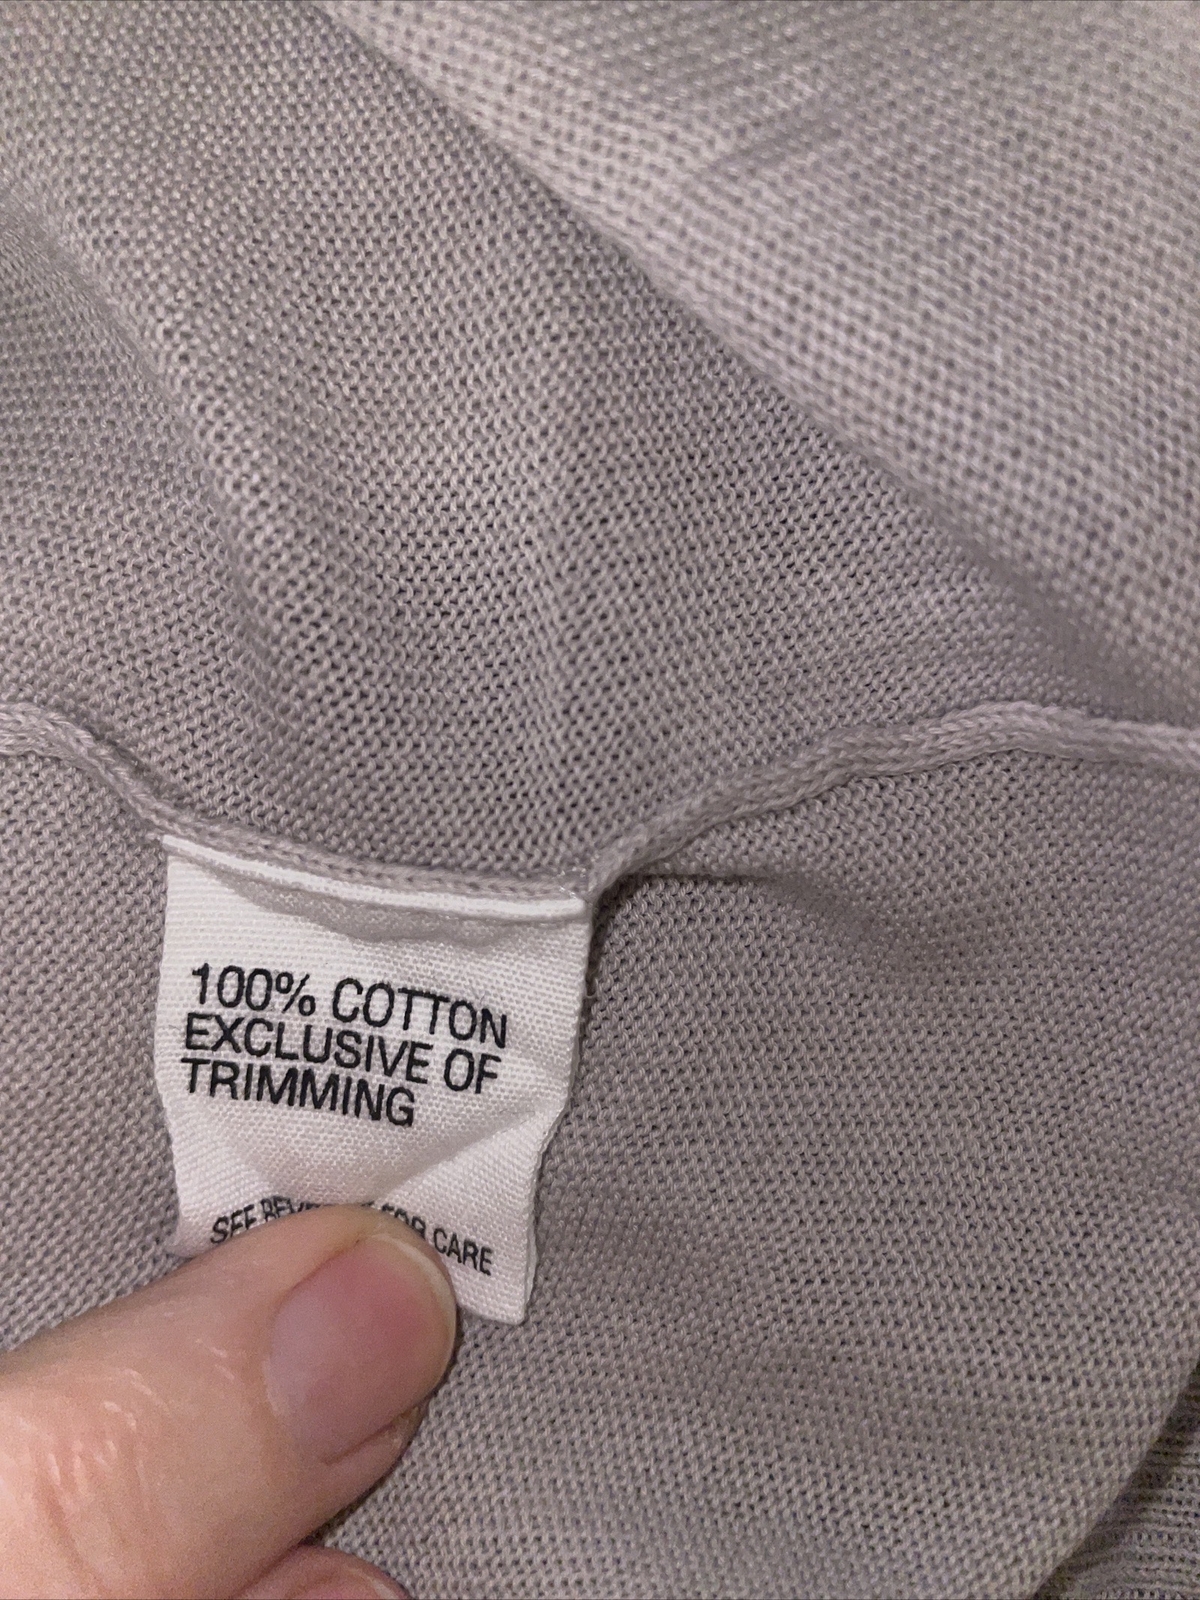 100% COTTON
EXCLUSIVE OF
TRIMMING
SEE FOR CARE